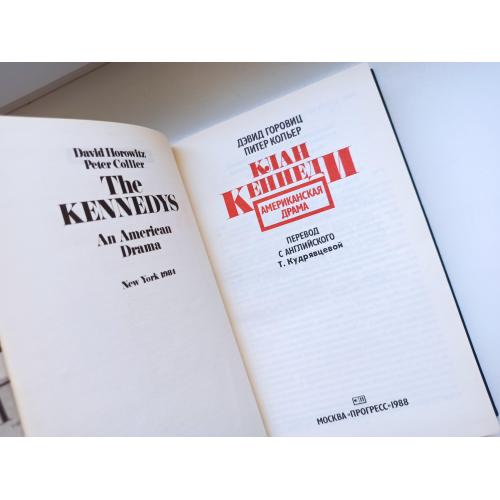 David Horowitz
Peter Collier
The
KENNEDYS
An American
Drama
New York 1984
ДЭВИД ГОРОВИЦ
ПИТЕР КОЛЬЕР
КЛАН
КЕННЕДИ
АМЕРИКАНСКАЯ
ДРАМА
ПЕРЕВОД
С АНГЛИЙСКОГО
Т. Кудрявцевой
МОСКВА «ПРОГРЕСС» 1988